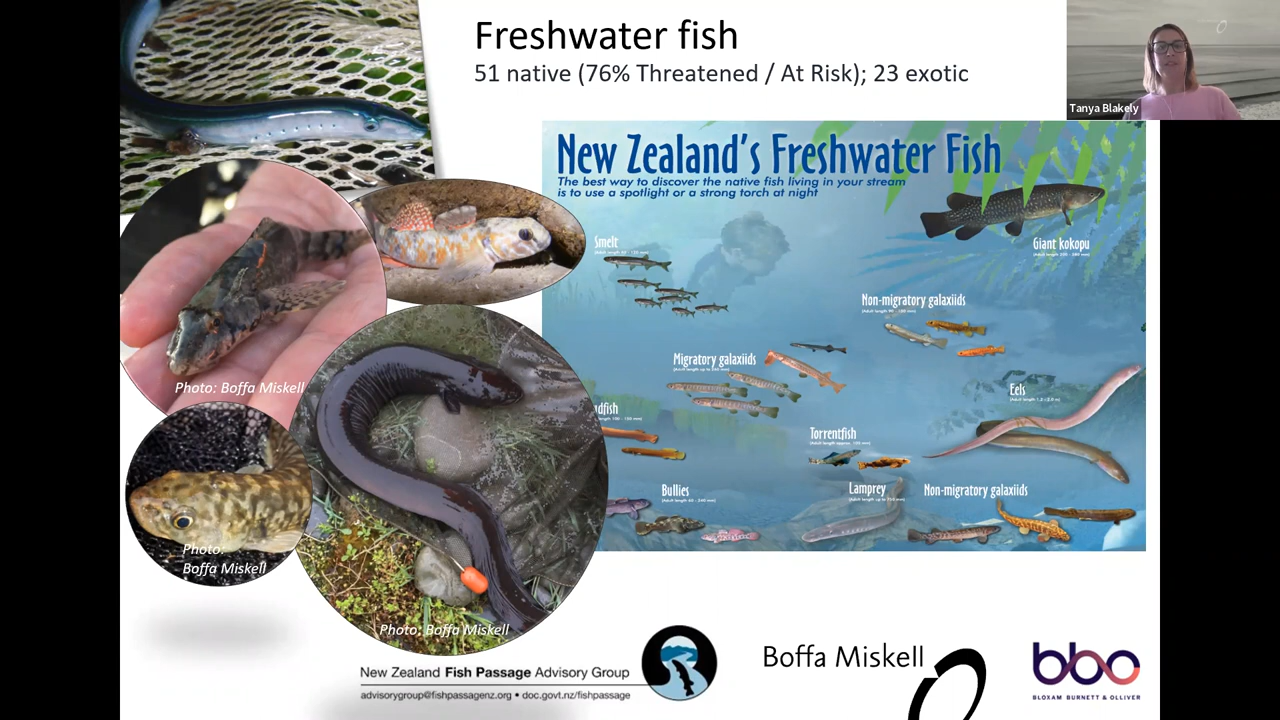 Freshwater fish
51 native (76% Threatened / At Risk); 23 exotic
Tanya Blakely
New Zealand's Freshwater Fish
The best way to discover the native fish living in your stream
is to use a spotlight or a strong torch at night
Smelt
Giant kokopu
Non-migratory galaxiids
Migratory galaxiids
Eels
Torrentfish
Bullies
Lamprey
Non-migratory galaxiids
Photo: Boffa Miskell
Photo:
Boffa Miskell
Photo: Boffa Miskell
New Zealand Fish Passage Advisory Group
advisorygroup@fishpassagenz.org • doc.govt.nz/fishpassage
Boffa Miskell
bbo
BLOXAM BURNETT & OLLIVER